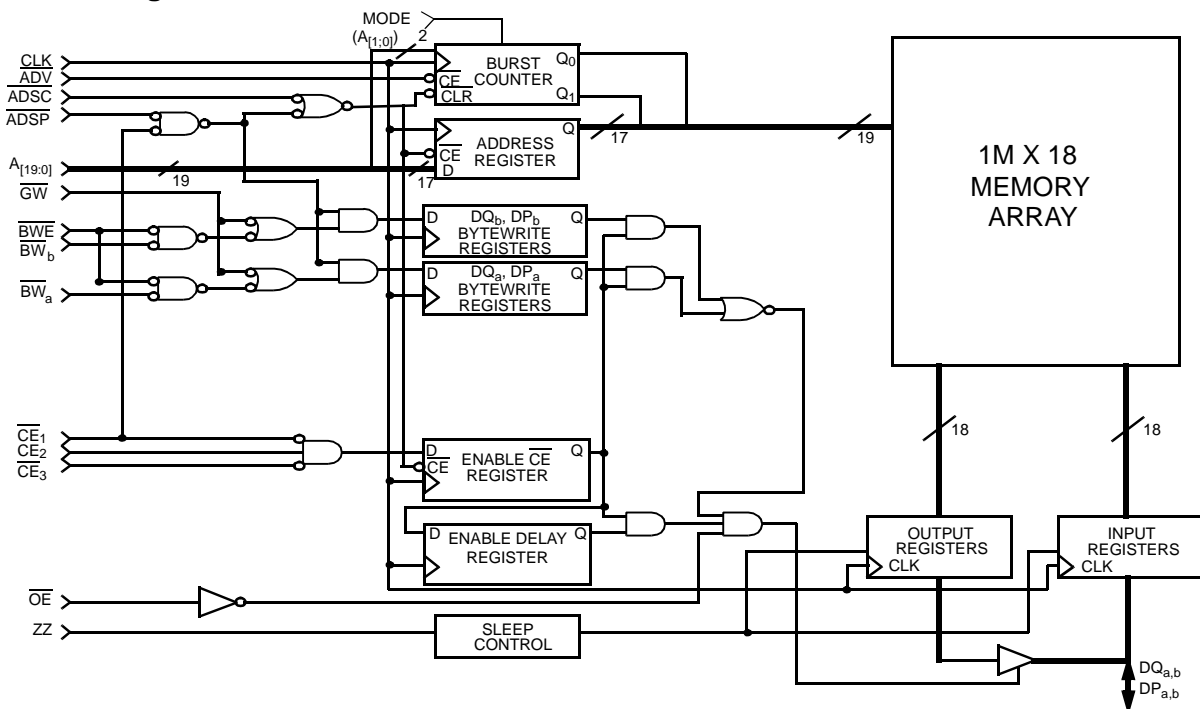 MODE
(A[1;0]) 2
CLK
ADV
ADSC
ADSP
BURST
COUNTER
CE
CLR
Q0
Q1
ADDRESS
REGISTER
CE
D
Q
17
19
A[19:0]
19
17
GW
BWE
BWb
BWa
D
DQb, DPb
BYTEWRITE
REGISTERS
Q
D
DQa, DPa
BYTEWRITE
REGISTERS
Q
1M X 18
MEMORY
ARRAY
18
18
CE1
CE2
CE3
D
CE
ENABLE CE
REGISTER
Q
D
ENABLE DELAY
REGISTER
Q
OUTPUT
REGISTERS
CLK
INPUT
REGISTERS
CLK
OE
ZZ
SLEEP
CONTROL
DQa,b
DPa,b